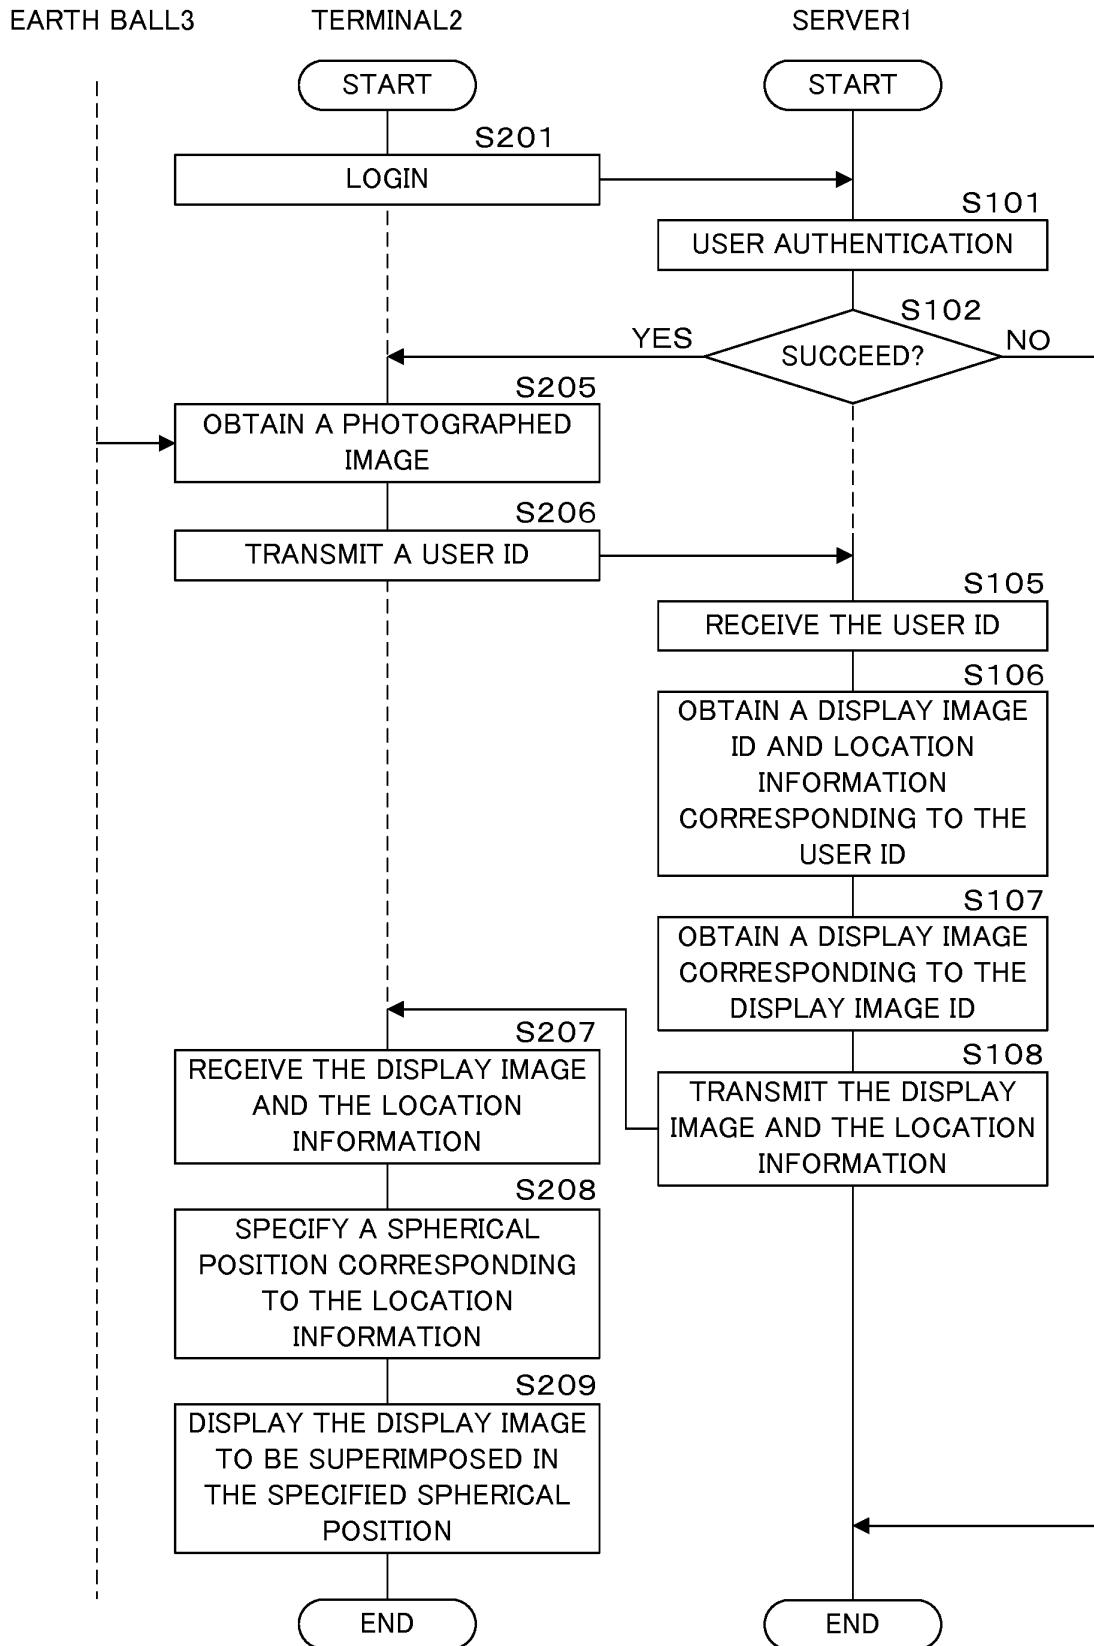 EARTH BALL3 TERMINAL2 SERVER1
START START
S201
LOGIN
S101
USER AUTHENTICATION
S102
YES SUCCEED? NO
S205
OBTAIN A PHOTOGRAPHED
IMAGE
S206
TRANSMIT A USER ID
S105
RECEIVE THE USER ID
S106
OBTAIN A DISPLAY IMAGE
ID AND LOCATION
INFORMATION
CORRESPONDING TO THE
USER ID
S107
OBTAIN A DISPLAY IMAGE
CORRESPONDING TO THE
DISPLAY IMAGE ID
S207
RECEIVE THE DISPLAY IMAGE
AND THE LOCATION
INFORMATION
S108
TRANSMIT THE DISPLAY
IMAGE AND THE LOCATION
INFORMATION
S208
SPECIFY A SPHERICAL
POSITION CORRESPONDING
TO THE LOCATION
INFORMATION
S209
DISPLAY THE DISPLAY IMAGE
TO BE SUPERIMPOSED IN
THE SPECIFIED SPHERICAL
POSITION
END END